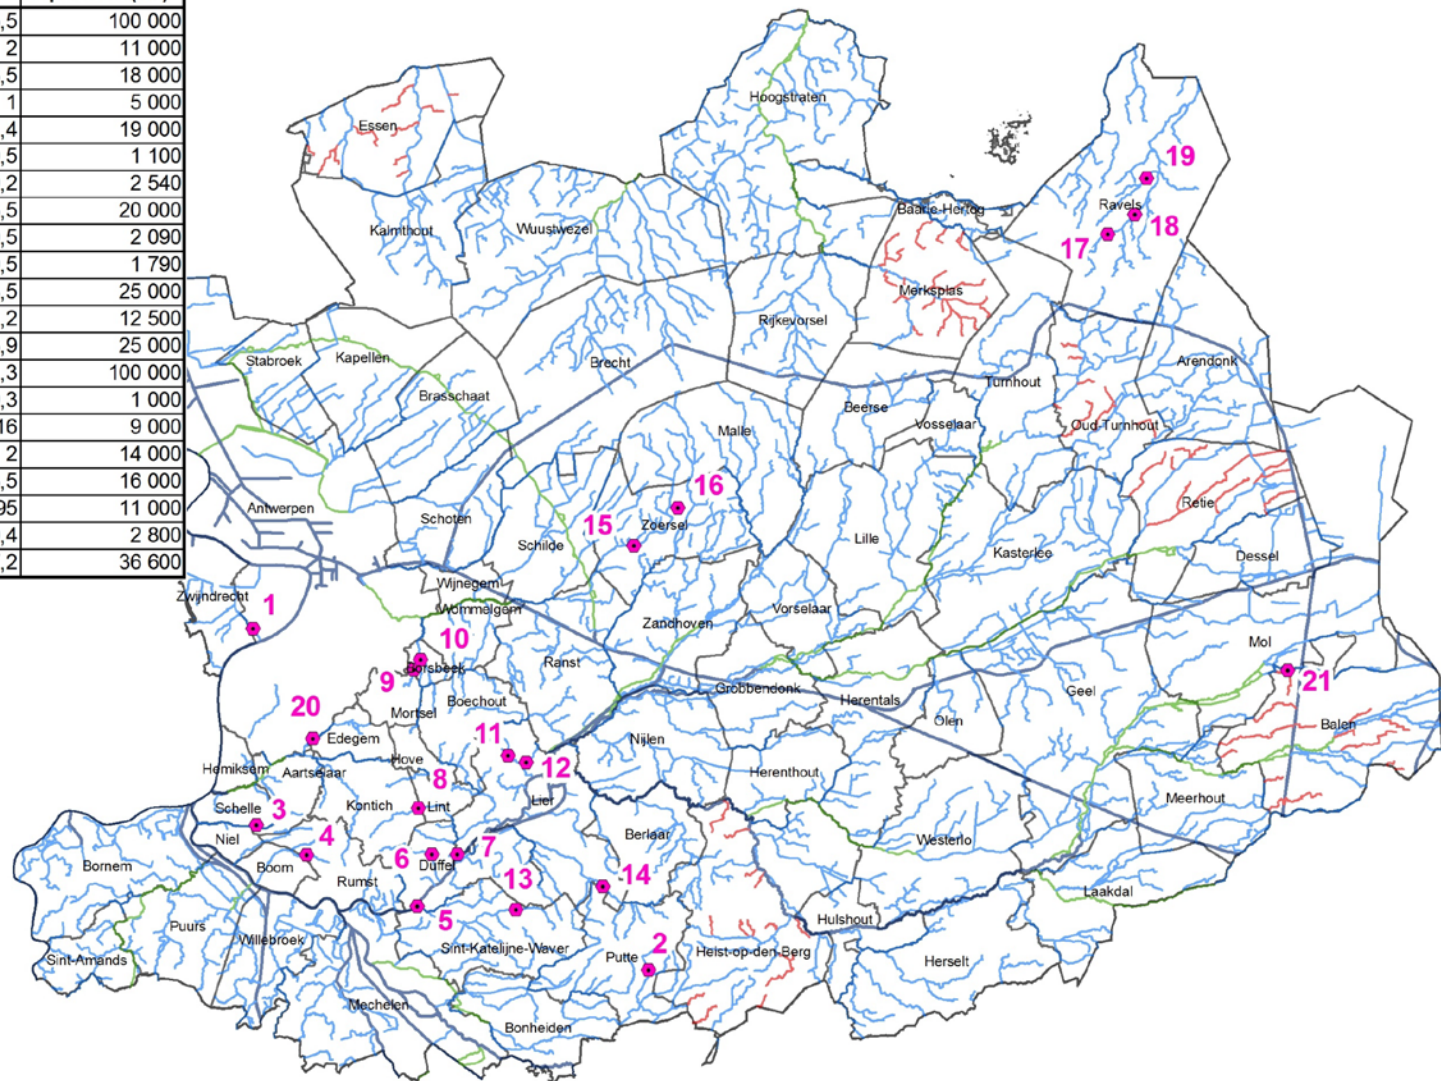 ,5 100 000
2 11 000
,5 18 000
1 5 000
,4 19 000
,5 1 100
,2 2 540
,5 20 000
,5 2 090
,5 1 790
,5 25 000
,2 12 500
,9 25 000
,3 100 000
,3 1 000
16 9 000
2 14 000
,5 16 000
95 11 000
,4 2 800
,2 36 600
Hoogstraten
Essen
19
Ravels
Baarle-Hertog
18
Kalmthout
Wuustwezel
17
Merksplas
Rijkevorsel
Stabroek
Kapellen
Brecht
Arendonk
Turnhout
Brasschaat
Beerse
Vosselaar
Oud-Turnhout
Malle
16
Retie
Antwerpen
Schoten
15
Zoersel
Schilde
Lille
Kasterlee
Dessel
Wijnegem
Zwijndrecht
1
Wommelgem
Vorselaar
Zandhoven
10
Mol
Borsbeek
Ranst
9
21
Grobbendonk
Geel
Boechout
Herentals
20
Mortsel
Olen
Balen
Edegem
11
Nijlen
Hove
12
Hemiksem
Aartselaar
8
Herenthout
Lier
Meerhout
Schelle
3
Kontich
Lint
Niel
4
Berlaar
Westerlo
Bornem
Boom
6
Duffel
7
Rumst
13
14
Laakdal
5
Hulshout
Puurs
Willebroek
Sint-Katelijne-Waver
2
Putte
Heist-op-den-Berg
Sint-Amands
Herselt
Mechelen
Bonheiden